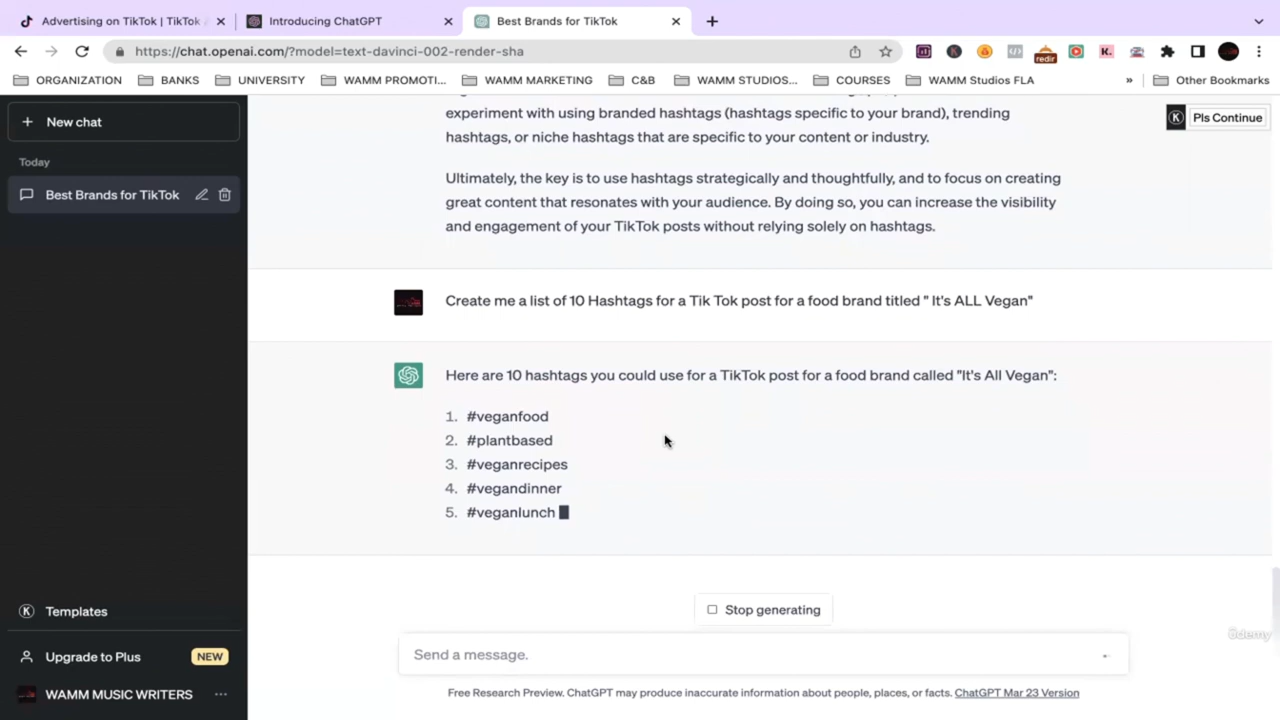 Advertising on TikTok | TikTok
Introducing ChatGPT
Best Brands for TikTok
https://chat.openai.com/?model=text-davinci-002-render-sha
redir
ORGANIZATION
BANKS
UNIVERSITY
WAMM PROMOTI...
WAMM MARKETING
C&B
WAMM STUDIOS...
COURSES
WAMM Studios FLA
»
Other Bookmarks
New chat
Today
Best Brands for TikTok
Templates
Upgrade to Plus NEW
WAMM MUSIC WRITERS ...
Pls Continue
experiment with using branded hashtags (hashtags specific to your brand), trending
hashtags, or niche hashtags that are specific to your content or industry.
Ultimately, the key is to use hashtags strategically and thoughtfully, and to focus on creating
great content that resonates with your audience. By doing so, you can increase the visibility
and engagement of your TikTok posts without relying solely on hashtags.
Create me a list of 10 Hashtags for a Tik Tok post for a food brand titled " It's ALL Vegan"
Here are 10 hashtags you could use for a TikTok post for a food brand called "It's All Vegan":
1. #veganfood
2. #plantbased
3. #veganrecipes
4. #vegandinner
5. #veganlunch
Stop generating
Send a message.
Free Research Preview. ChatGPT may produce inaccurate information about people, places, or facts. ChatGPT Mar 23 Version
ûdemy